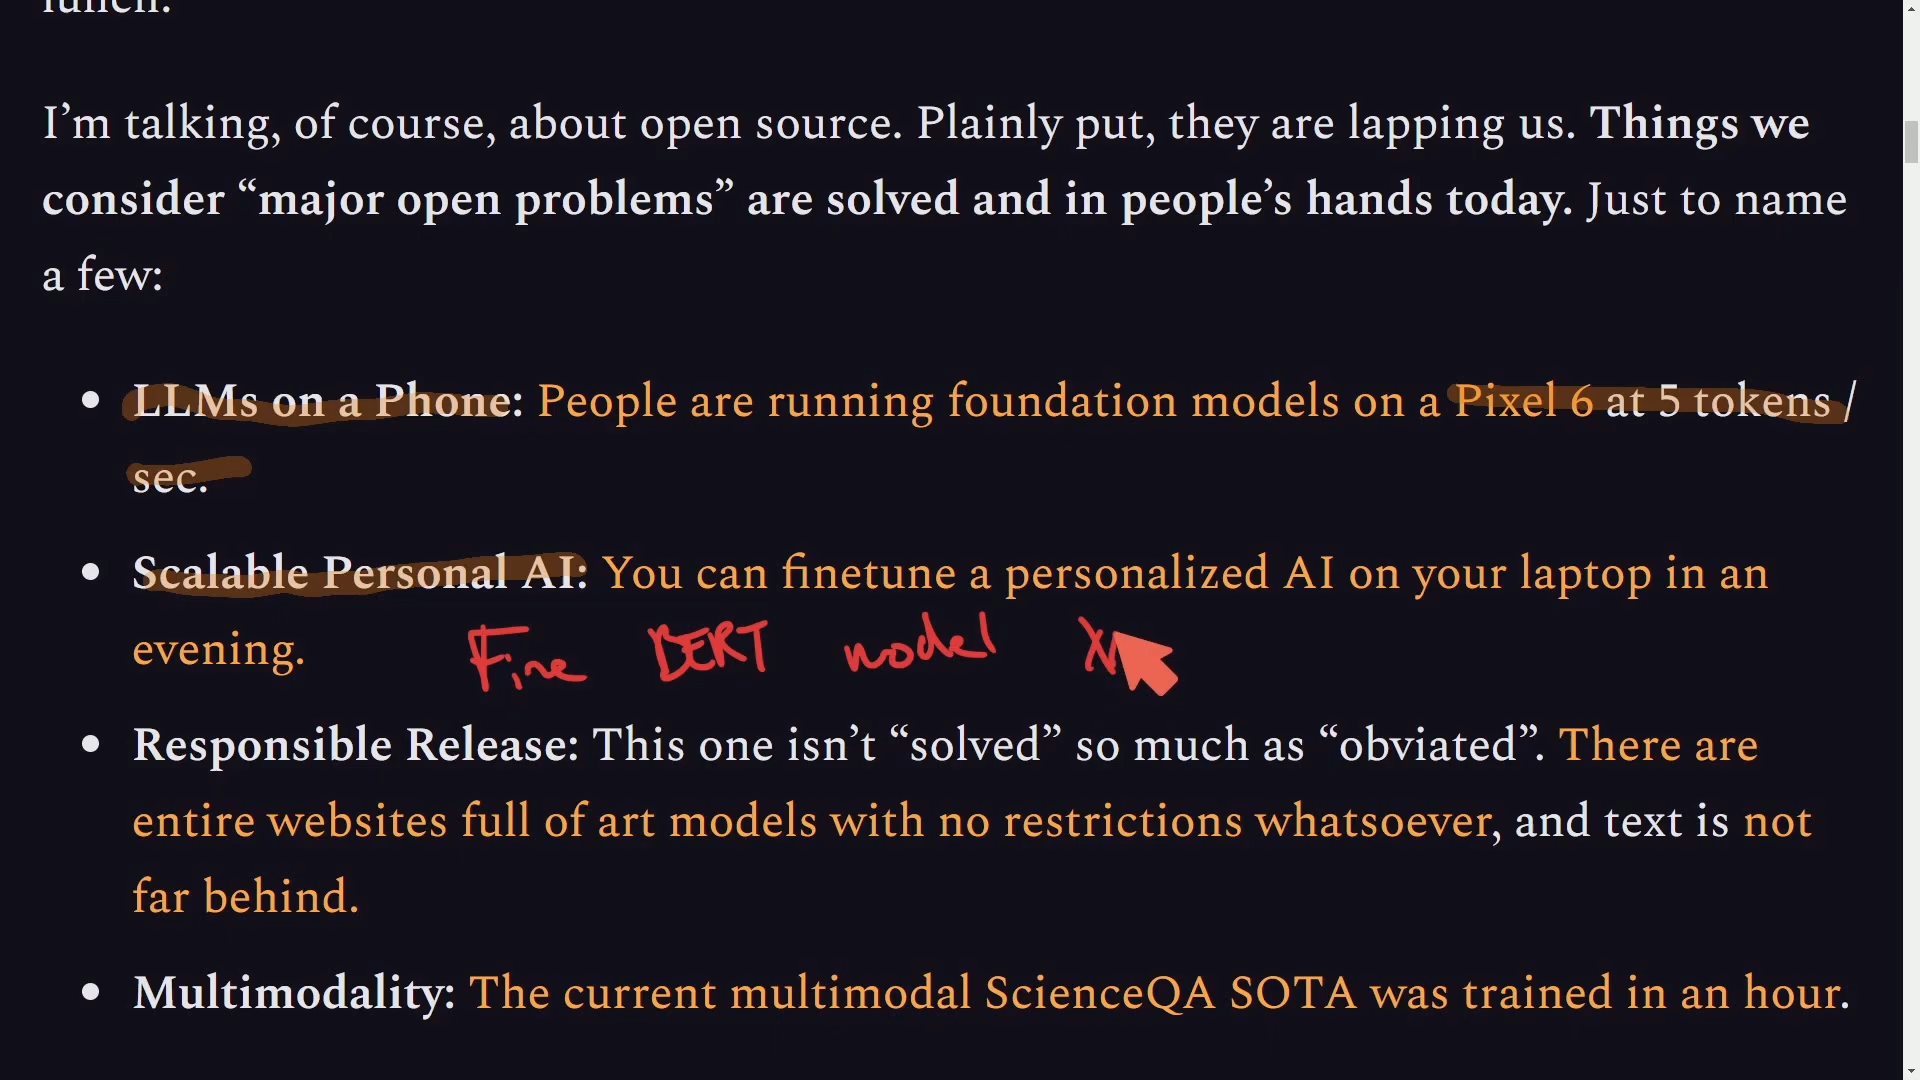 lunch.
I’m talking, of course, about open source. Plainly put, they are lapping us. Things we
consider “major open problems” are solved and in people’s hands today. Just to name
a few:
LLMs on a Phone: People are running foundation models on a Pixel 6 at 5 tokens /
sec.
Scalable Personal AI: You can finetune a personalized AI on your laptop in an
evening.
Fine BERT model
Responsible Release: This one isn’t “solved” so much as “obviated”. There are
entire websites full of art models with no restrictions whatsoever, and text is not
far behind.
Multimodality: The current multimodal ScienceQA SOTA was trained in an hour.